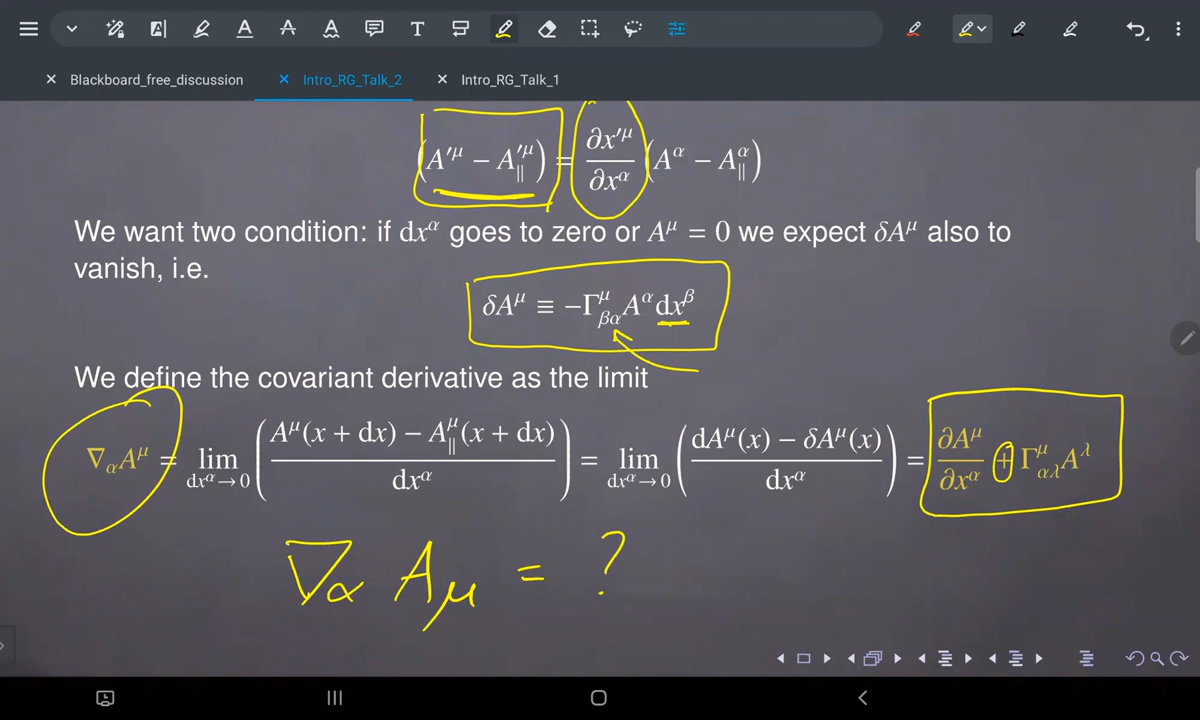 Blackboard_free_discussion Intro_RG_Talk_2 Intro_RG_Talk_1
(A'^μ − A'^μ_∥) = ∂x'^μ/∂x^α (A^α − A^α_∥)
We want two condition: if dx^α goes to zero or A^μ = 0 we expect δA^μ also to
vanish, i.e.
δA^μ ≡ −Γ^μ_{βα} A^α dx^β
We define the covariant derivative as the limit
∇_α A^μ = lim_{dx^α→0} ( (A^μ(x + dx) − A^μ_∥(x + dx)) / dx^α ) = lim_{dx^α→0} ( (dA^μ(x) − δA^μ(x)) / dx^α ) = ∂A^μ/∂x^α + Γ^μ_{αλ} A^λ
∇_α A_μ = ?